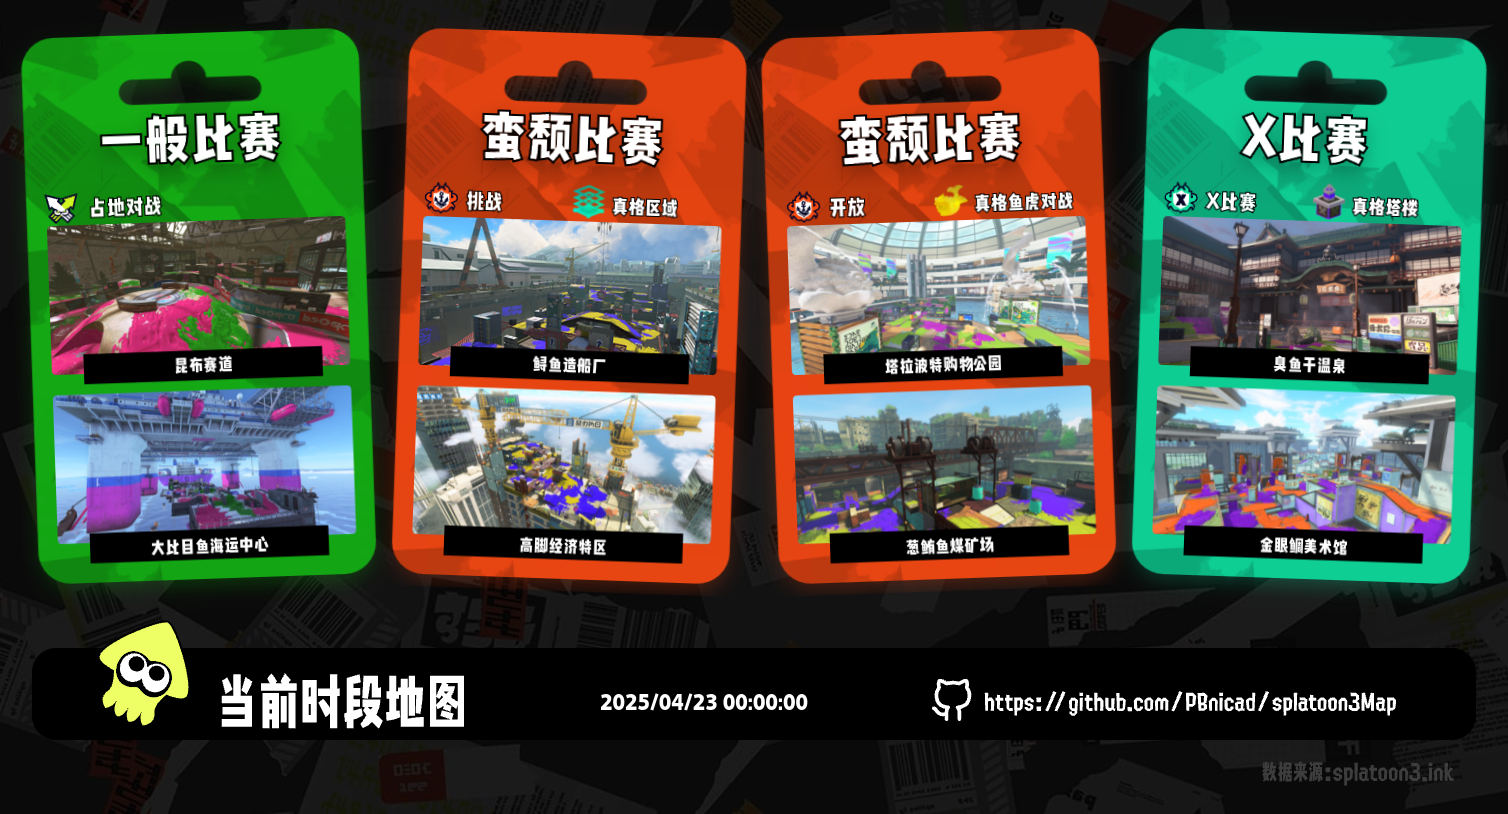 一般比赛
占地对战
昆布赛道
大比目鱼海运中心
蛮颓比赛
挑战
真格区域
鲟鱼造船厂
高脚经济特区
蛮颓比赛
开放
真格鱼虎对战
塔拉波特购物公园
葱鲔鱼煤矿场
X比赛
X比赛
真格塔楼
臭鱼干温泉
金眼鲷美术馆
当前时段地图
2025/04/23 00:00:00
https://github.com/PBnicad/splatoon3Map
数据来源:splatoon3.ink